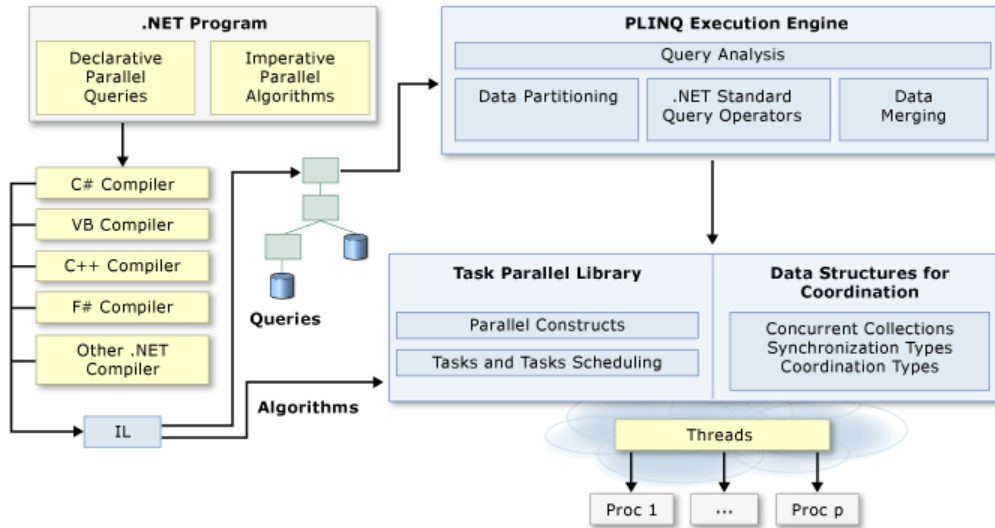 .NET Program
Declarative
Parallel
Queries
Imperative
Parallel
Algorithms
C# Compiler
VB Compiler
C++ Compiler
F# Compiler
Other .NET
Compiler
IL
Queries
Algorithms
PLINQ Execution Engine
Query Analysis
Data Partitioning
.NET Standard
Query Operators
Data
Merging
Task Parallel Library
Parallel Constructs
Tasks and Tasks Scheduling
Data Structures for
Coordination
Concurrent Collections
Synchronization Types
Coordination Types
Threads
Proc 1
...
Proc p